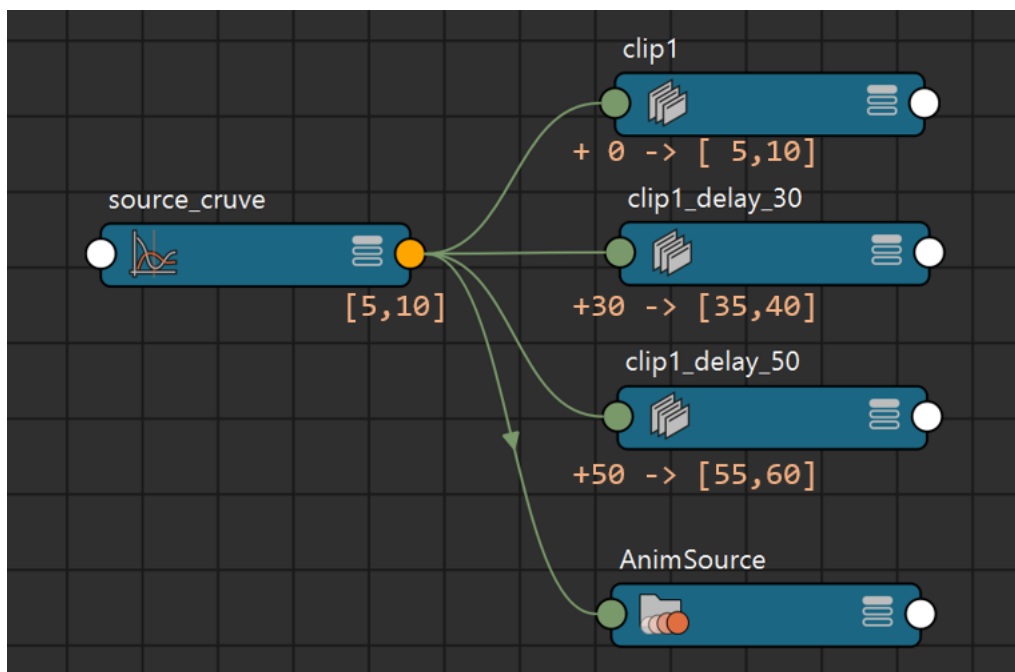 clip1
+ 0 -> [ 5,10]
source_cruve
[5,10]
clip1_delay_30
+30 -> [35,40]
clip1_delay_50
+50 -> [55,60]
AnimSource